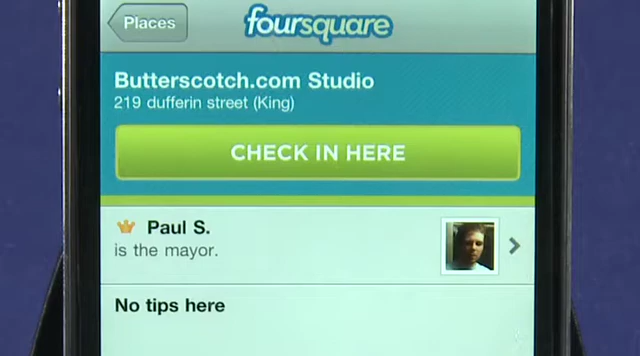 Places
foursquare
Butterscotch.com Studio
219 dufferin street (King)
CHECK IN HERE
Paul S.
is the mayor.
No tips here